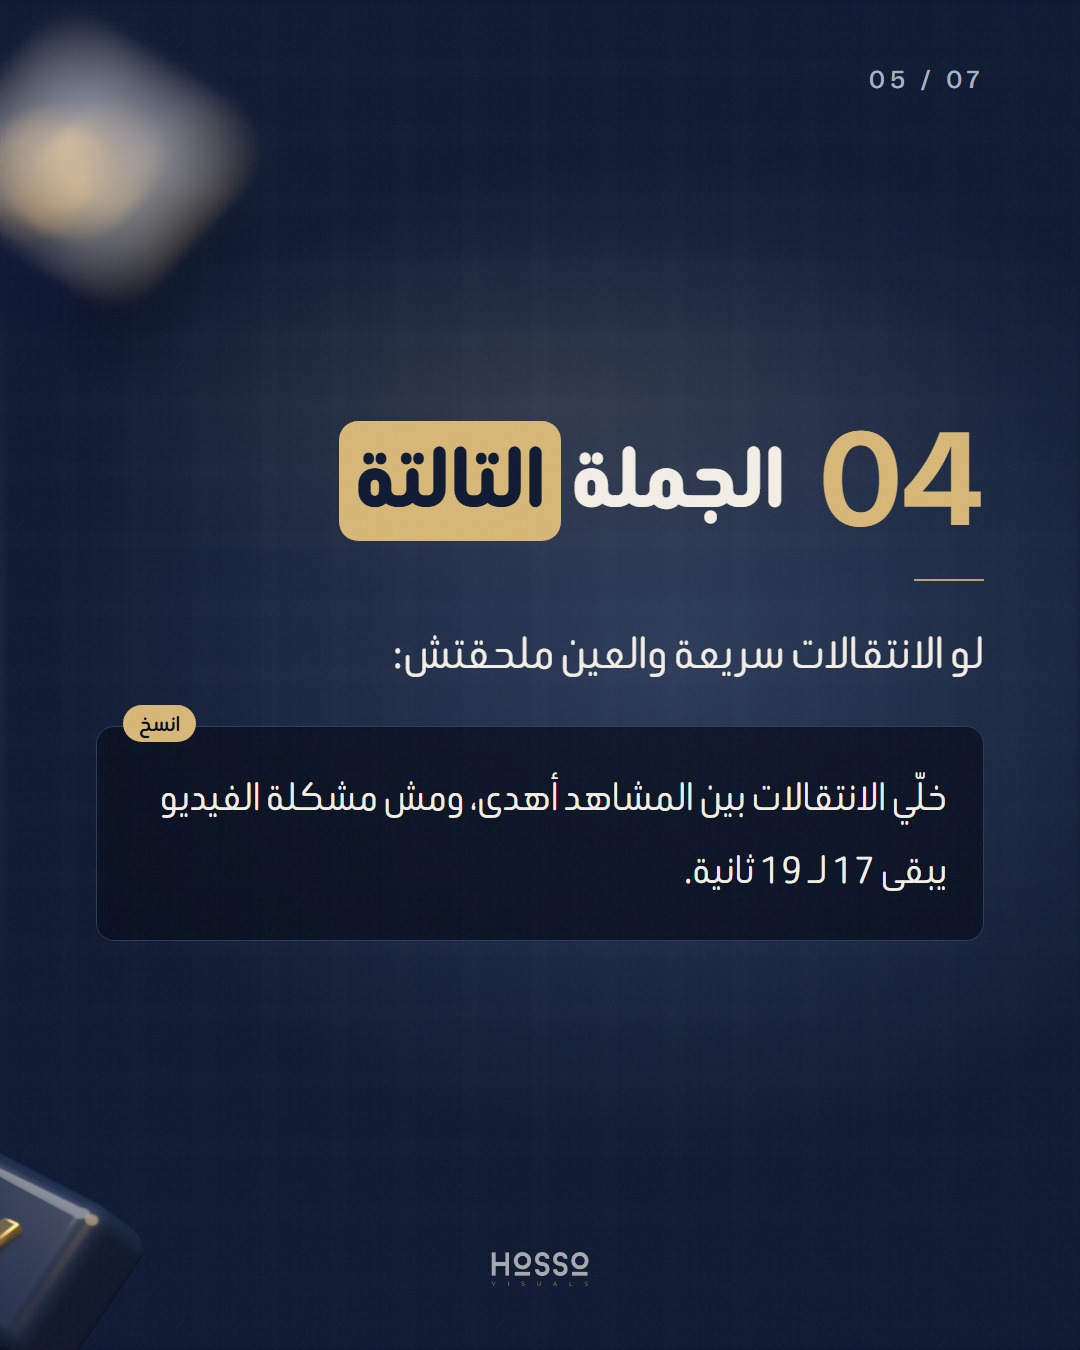 05 / 07
04 الجملة التالتة
لو الانتقالات سريعة والعين ملحقتش:
انسخ
خلّي الانتقالات بين المشاهد أهدى، ومش مشكلة الفيديو
يبقى 17 لـ 19 ثانية.
HOSSO
VISUALS